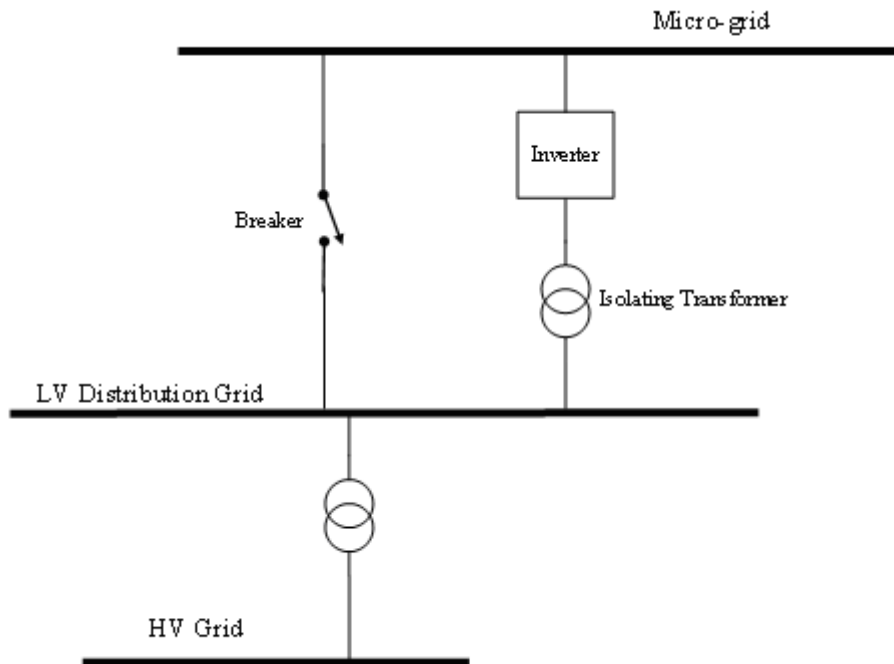 Micro-grid
Inverter
Breaker
Isolating Transformer
LV Distribution Grid
HV Grid